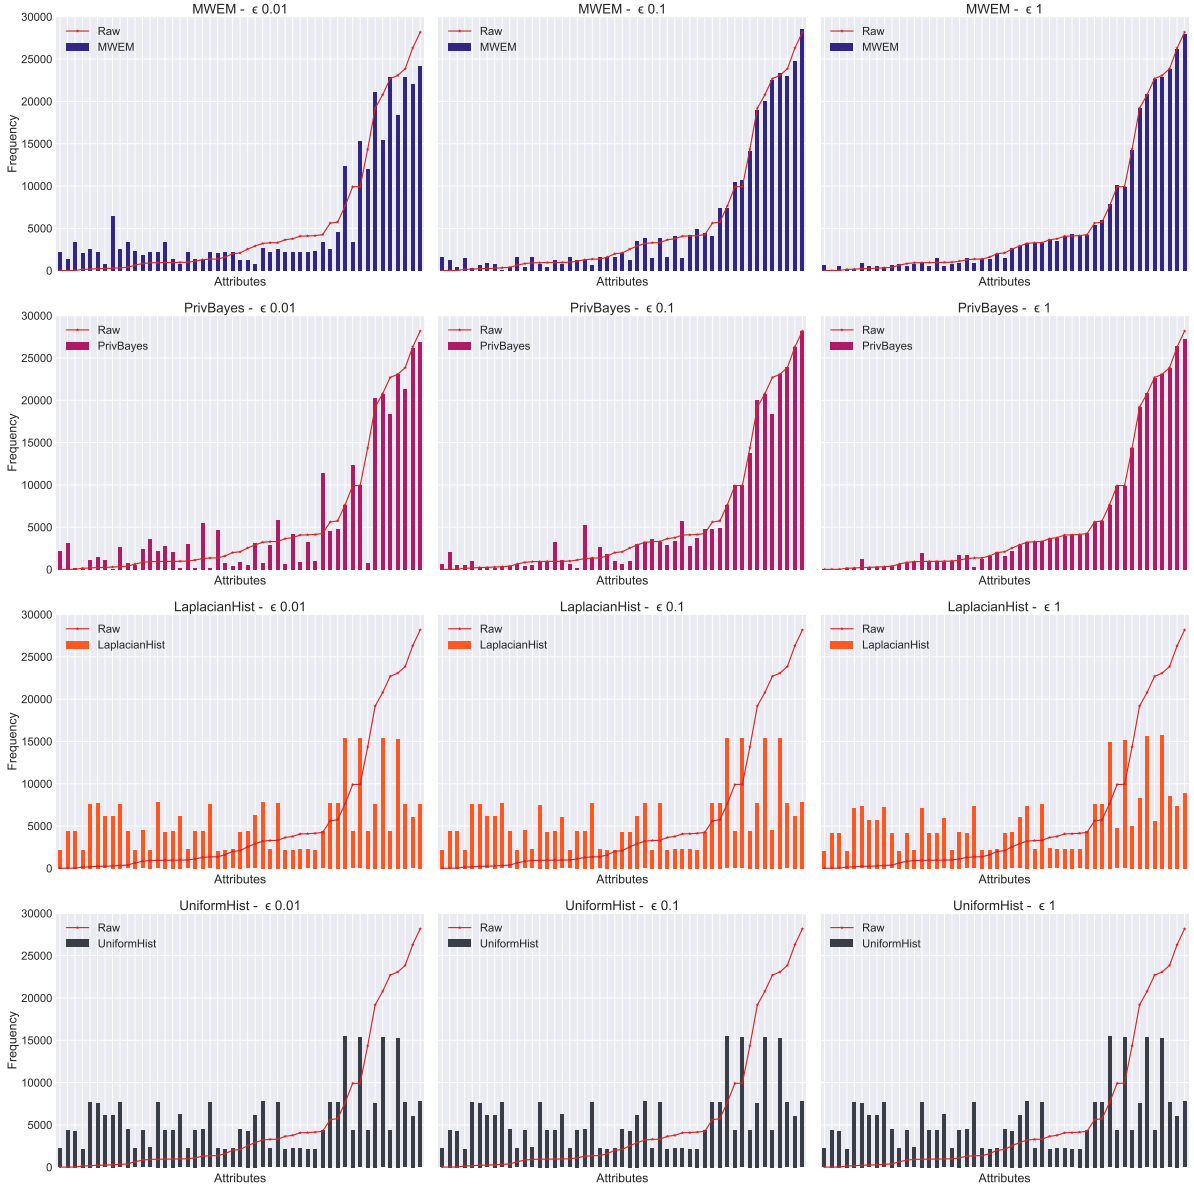 MWEM - ϵ 0.01
MWEM - ϵ 0.1
MWEM - ϵ 1
30000
25000
20000
15000
10000
5000
0
Frequency
Raw
MWEM
Raw
MWEM
Raw
MWEM
Attributes
Attributes
Attributes
PrivBayes - ϵ 0.01
PrivBayes - ϵ 0.1
PrivBayes - ϵ 1
30000
25000
20000
15000
10000
5000
0
Frequency
Raw
PrivBayes
Raw
PrivBayes
Raw
PrivBayes
Attributes
Attributes
Attributes
LaplacianHist - ϵ 0.01
LaplacianHist - ϵ 0.1
LaplacianHist - ϵ 1
30000
25000
20000
15000
10000
5000
0
Frequency
Raw
LaplacianHist
Raw
LaplacianHist
Raw
LaplacianHist
Attributes
Attributes
Attributes
UniformHist - ϵ 0.01
UniformHist - ϵ 0.1
UniformHist - ϵ 1
30000
25000
20000
15000
10000
5000
0
Frequency
Raw
UniformHist
Raw
UniformHist
Raw
UniformHist
Attributes
Attributes
Attributes